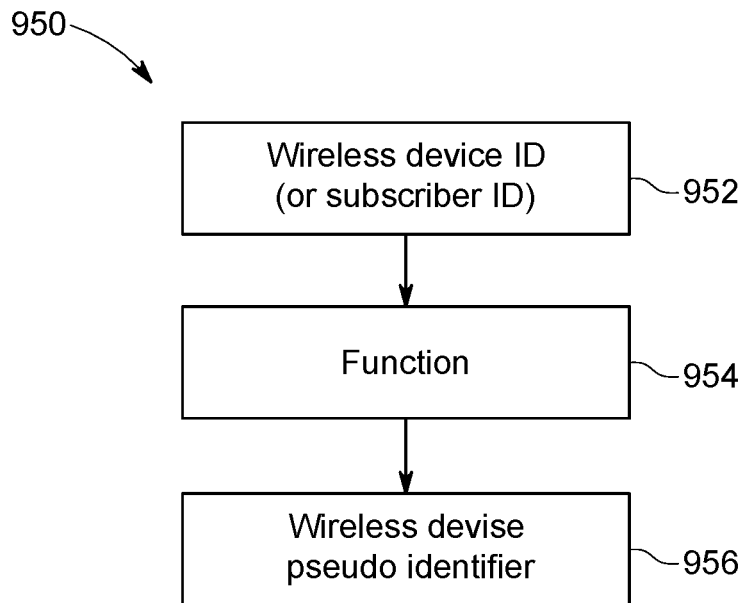 950
Wireless device ID
(or subscriber ID)
952
Function
954
Wireless devise
pseudo identifier
956